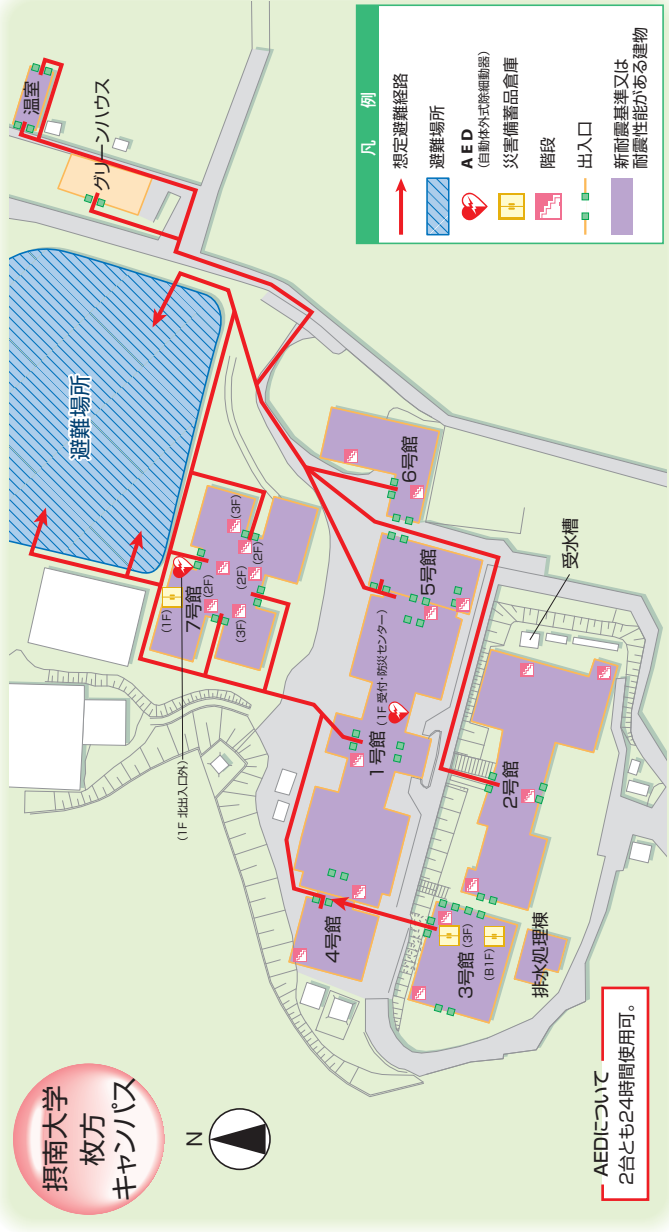 摂南大学
枚方
キャンパス
N
避難場所
温室
グリーンハウス
(1F 北出入口外)
7号館
(1F)
(2F)
(3F)
(3F)
(2F)
(2F)
4号館
1号館
(1F 受付・防災センター)
5号館
6号館
3号館
(3F)
(B1F)
2号館
受水槽
排水処理棟
AEDについて
2台とも24時間使用可。
凡　例
想定避難経路
避難場所
AED
(自動体外式除細動器)
災害備蓄品倉庫
階段
出入口
新耐震基準又は
耐震性能がある建物